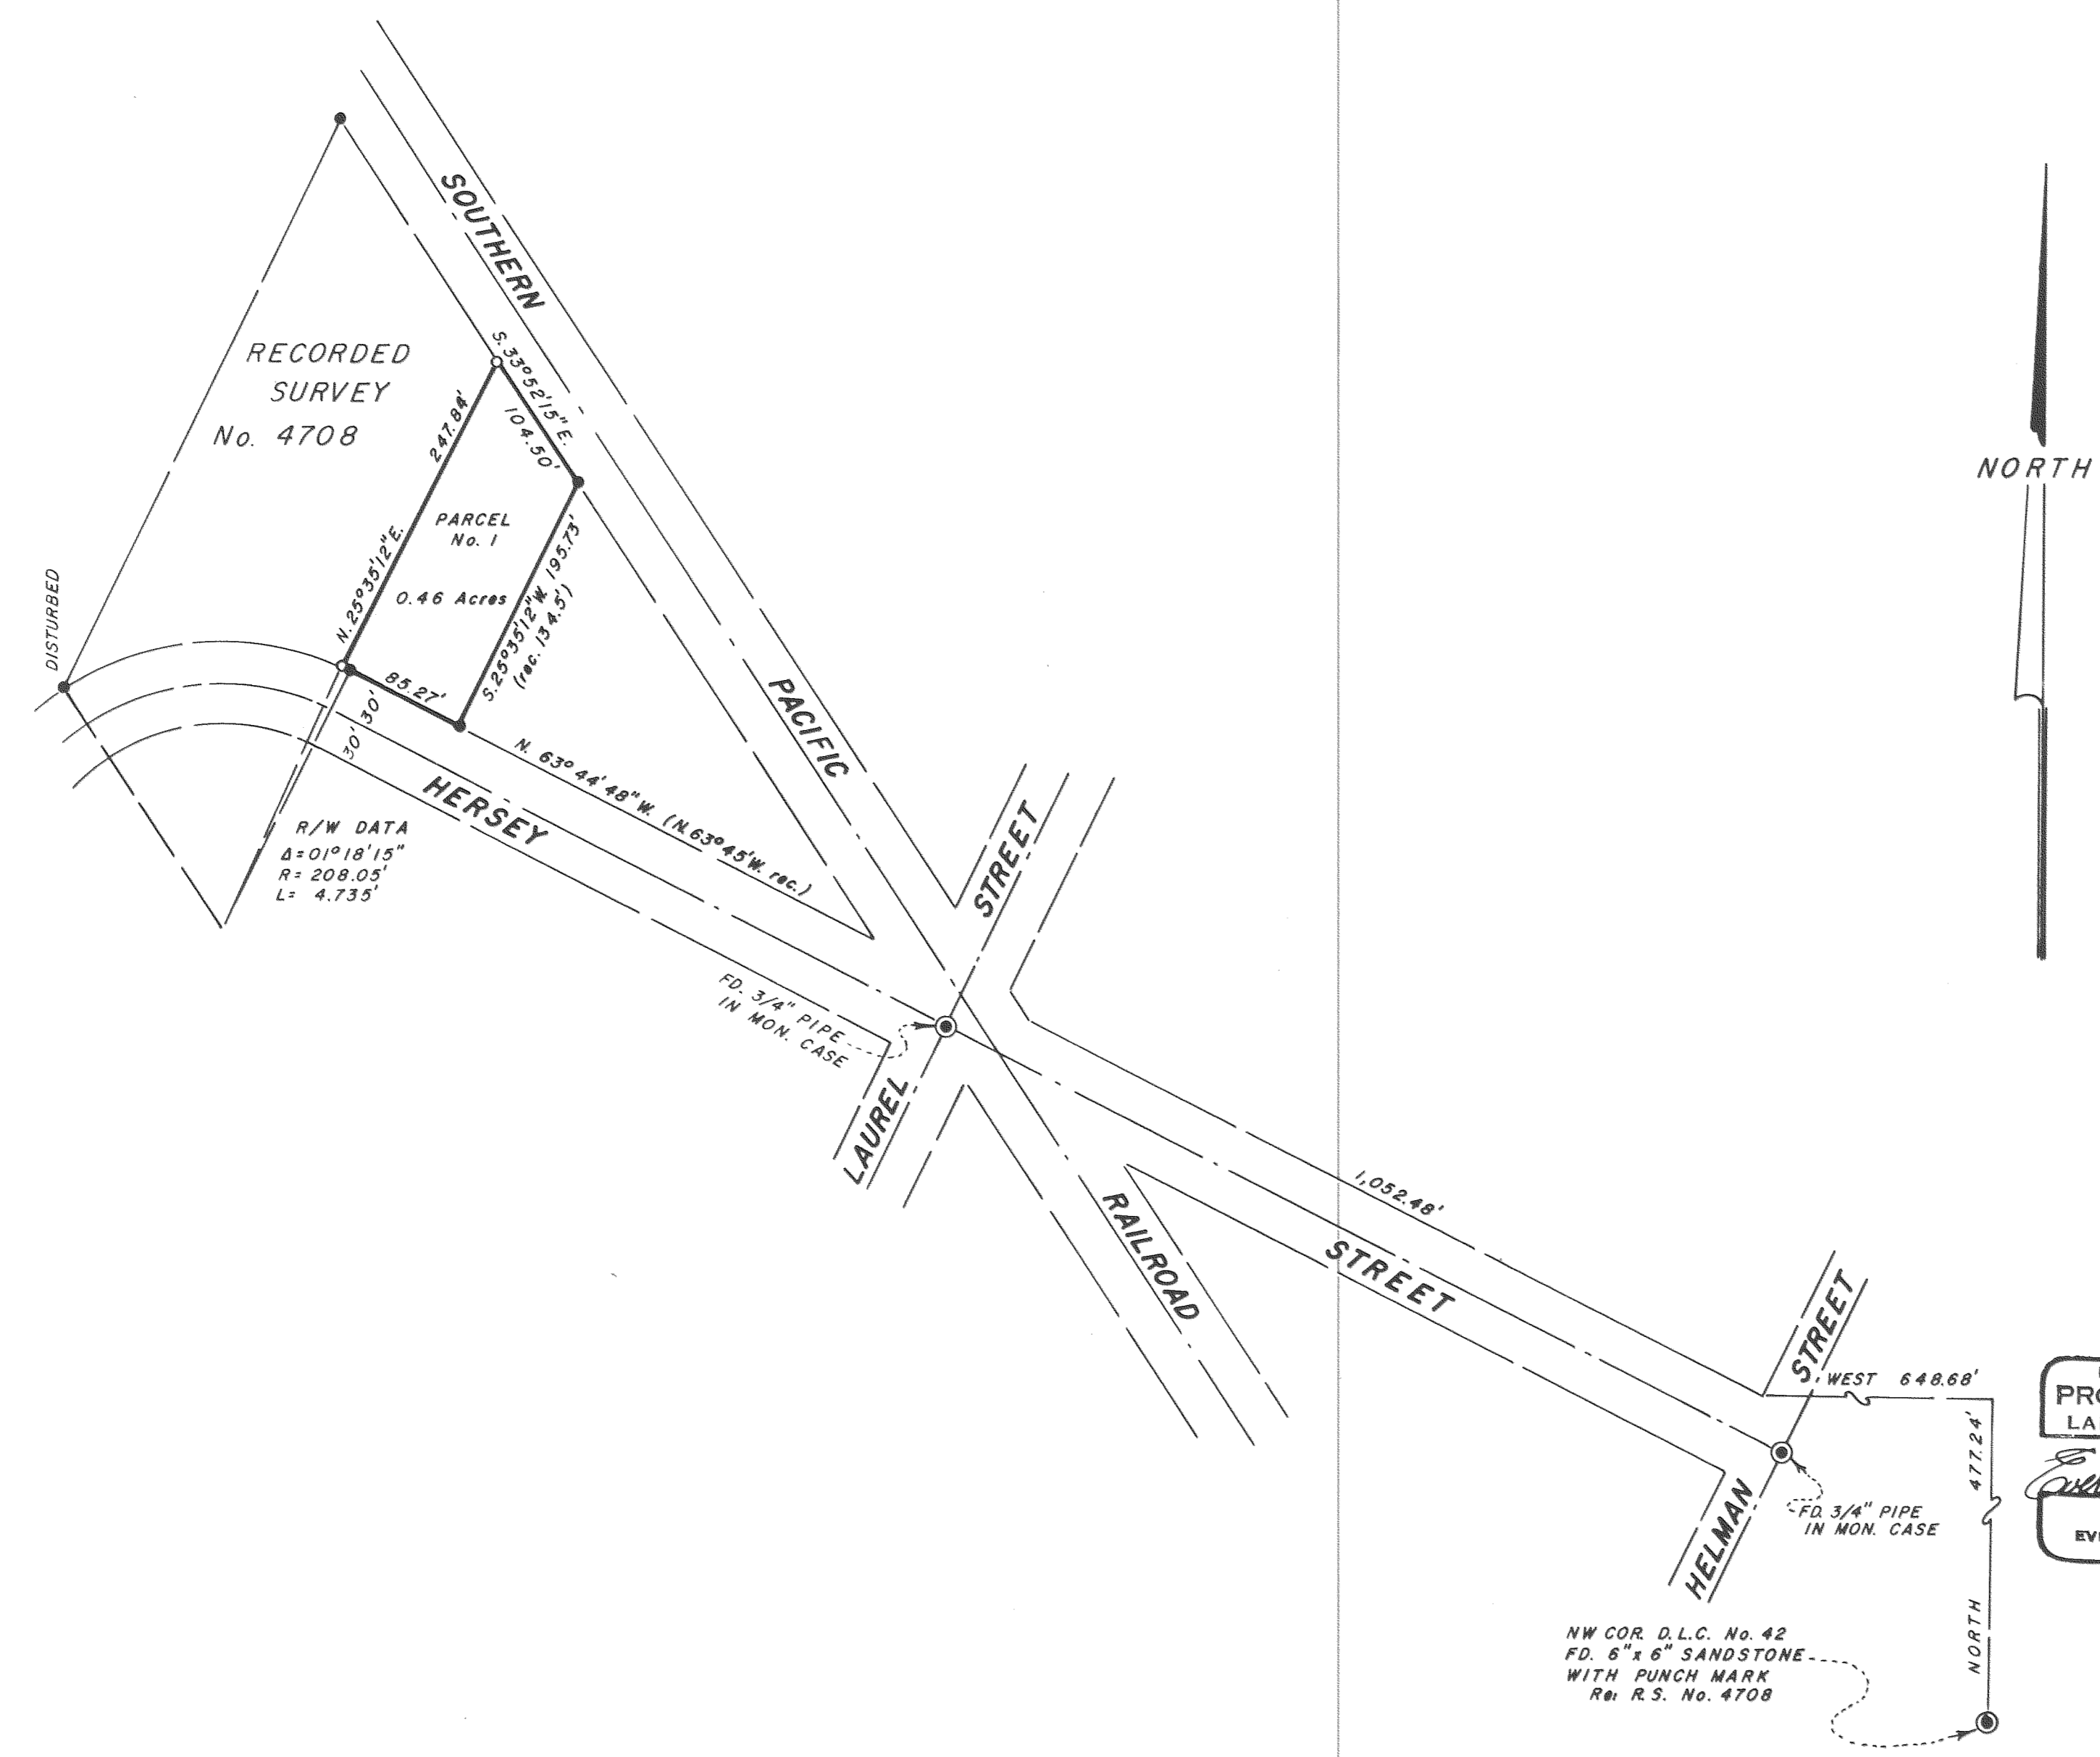 SOUTHERN
S. 33°52'15"E.
104.50'
RECORDED
SURVEY
No. 4708
247.84'
N. 25°35'12"E.
PARCEL
No. 1
0.46 Acres
S. 25°35'12"W. 195.73'
(rec. 134.5')
DISTURBED
85.27'
30'
30'
N. 63°44'48"W. (N.63°45'W. rec.)
PACIFIC
HERSEY
R/W DATA
Δ=01°18'15"
R= 208.05'
L= 4.735'
STREET
FD. 3/4" PIPE
IN MON. CASE
LAUREL
RAILROAD
1,052.48'
STREET
NORTH
STREET
WEST 648.68'
477.24'
NORTH
FD. 3/4" PIPE
IN MON. CASE
HELMAN
NW COR. D.L.C. No. 42
FD. 6"x 6" SANDSTONE
WITH PUNCH MARK
Re: R.S. No. 4708